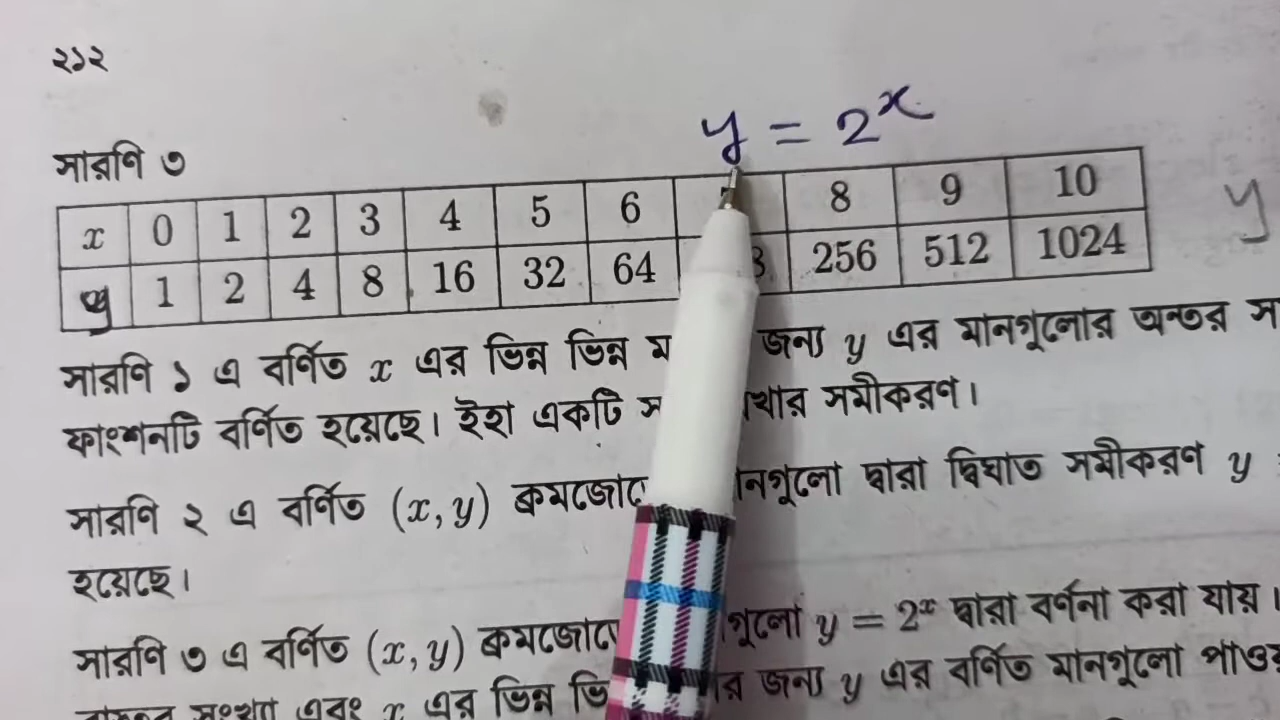 ২১২
y = 2^x
সারণি ৩
x 0 1 2 3 4 5 6 8 9 10
y 1 2 4 8 16 32 64 256 512 1024
y
সারণি ১ এ বর্ণিত x এর ভিন্ন ভিন্ন জন্য y এর মানগুলোর অন্তর
ফাংশনটি বর্ণিত হয়েছে। ইহা একটি সমীকরণ।
সারণি ২ এ বর্ণিত (x, y) দ্বারা দ্বিঘাত সমীকরণ y
হয়েছে।
সারণি ৩ এ বর্ণিত (x, y) y = 2^x দ্বারা বর্ণনা করা যায়।
সংখ্যা এবং x এর ভিন্ন জন্য y এর বর্ণিত মানগুলো